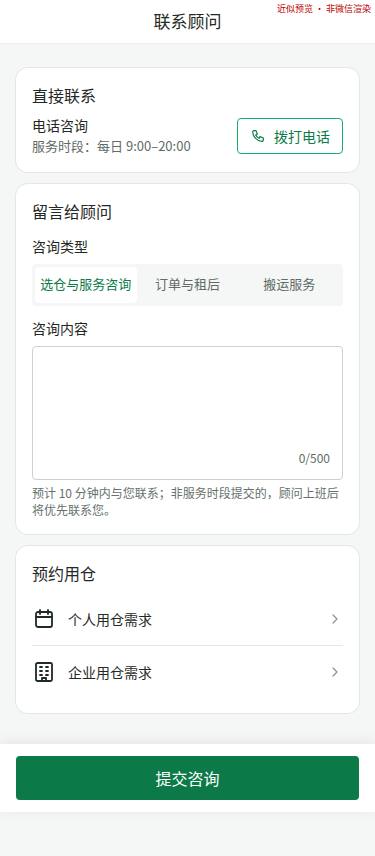 近似预览 · 非微信渲染
联系顾问
直接联系
电话咨询
服务时段：每日 9:00–20:00
拨打电话
留言给顾问
咨询类型
选仓与服务咨询 订单与租后 搬运服务
咨询内容
0/500
预计 10 分钟内与您联系；非服务时段提交的，顾问上班后
将优先联系您。
预约用仓
个人用仓需求
企业用仓需求
提交咨询